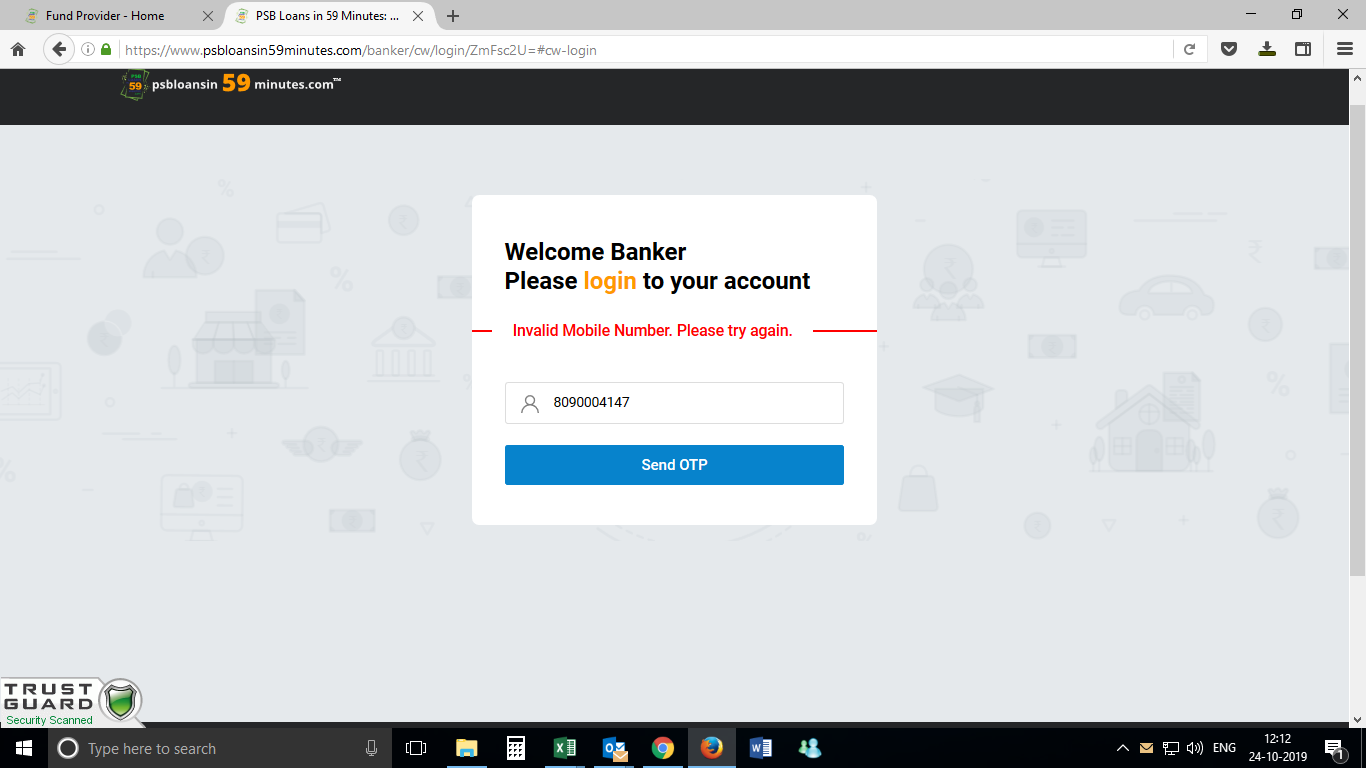 Fund Provider - Home
PSB Loans in 59 Minutes: ...
https://www.psbloansin59minutes.com/banker/cw/login/ZmFsc2U=#cw-login
PSB
59
psbloansin 59 minutes.com™
Welcome Banker
Please login to your account
Invalid Mobile Number. Please try again.
8090004147
Send OTP
TRUST
GUARD
Security Scanned
Type here to search
ENG
12:12
24-10-2019
1